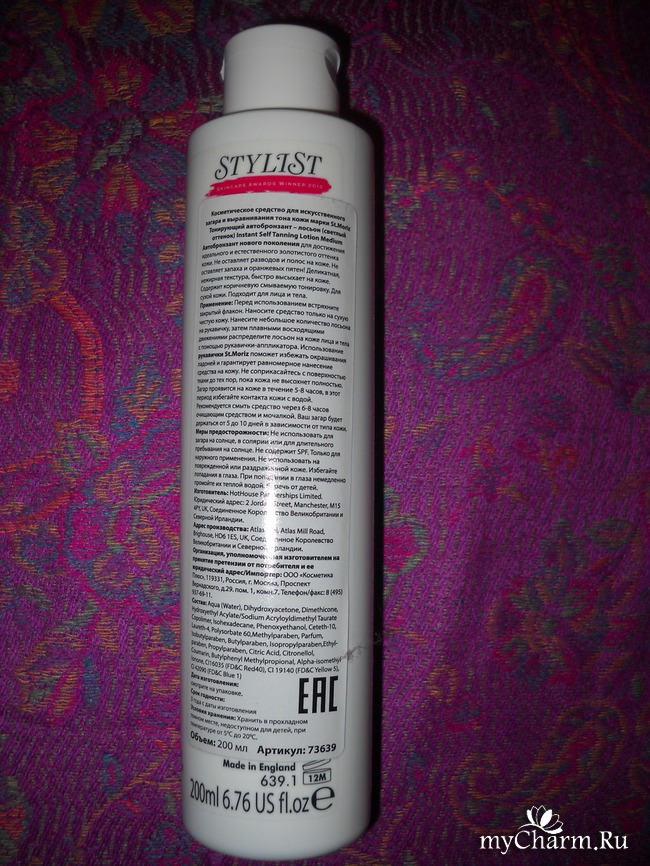 STYLIST
SKINCARE AWARDS WINNER 2012
Косметическое средство для искусственного
загара и выравнивания тона кожи марки St.Moriz
Тонирующий автобронзант – лосьон (светлый
оттенок) Instant Self Tanning Lotion Medium
Автобронзант нового поколения для достижения
идеального и естественного золотистого оттенка
кожи. Не оставляет разводов и полос на коже. Не
оставляет запаха и оранжевых пятен! Деликатная,
нежирная текстура, быстро высыхает на коже.
Содержит коричневую смываемую тонировку. Для
сухой кожи. Подходит для лица и тела.
Применение: Перед использованием встряхните
закрытый флакон. Наносите средство только на сухую
чистую кожу. Нанесите небольшое количество лосьона
на рукавичку, затем плавными восходящими
движениями распределите лосьон на коже лица и тела
с помощью рукавички-аппликатора. Использование
рукавички St.Moriz поможет избежать окрашивания
ладоней и гарантирует равномерное нанесение
средства на кожу. Не соприкасайтесь с поверхностью
ткани до тех пор, пока кожа не высохнет полностью.
Загар проявится на коже в течение 5-8 часов, в этот
период избегайте контакта кожи с водой.
Рекомендуется смыть средство через 6-8 часов
очищающим средством и мочалкой. Ваш загар будет
держаться от 5 до 10 дней в зависимости от типа кожи.
Меры предосторожности: Не использовать для
загара на солнце, в солярии или для длительного
пребывания на солнце. Не содержит SPF. Только для
наружного применения. Не использовать на
поврежденной или раздраженной коже. Избегайте
попадания в глаза. При попадании в глаза немедленно
промойте их теплой водой. Беречь от детей.
Изготовитель: HotHouse Partnerships Limited.
Юридический адрес: 2 Jordan Street, Manchester, M15
4PY, UK, Соединенное Королевство Великобритании и
Северной Ирландии.
Адрес производства: Atlas Mill, Atlas Mill Road,
Brighouse, HD6 1ES, UK, Соединенное Королевство
Великобритании и Северной Ирландии.
Организация, уполномоченная изготовителем на
принятие претензии от потребителя и ее
юридический адрес/Импортер: ООО «Косметика
Плюс», 119331, Россия, г. Москва, Проспект
Вернадского, д.29. пом. 1, комн.7. Телефон/факс: 8 (495)
937-69-11.
Состав: Aqua (Water), Dihydroxyacetone, Dimethicone,
Hydroxyethyl Acylate/Sodium Acryloyldimethyl Taurate
Copolimer, Isohexadecane, Phenoxyethanol, Ceteth-10,
Laureth-4, Polysorbate 60,Methylparaben, Parfum,
Isobutylparaben, Butylparaben, Isopropylparaben,Ethyl-
paraben, Propylparaben, Citric Acid, Citronellol,
Coumarin, Butylphenyl Methylpropional, Alpha-isomethyl
Ionone, CI16035 (FD&C Red40), CI 19140 (FD&C Yellow 5),
CI 42090 (FD&C Blue 1)
Дата изготовления:
смотрите на упаковке.
Срок годности:
3 года с даты изготовления
Условия хранения: Хранить в прохладном
темном месте, недоступном для детей, при
температуре от 5°С до 20°С.
EAC
Объем: 200 мл Артикул: 73639
Made in England
639.1 12M
200ml 6.76 US fl.oz e
myCharm.Ru